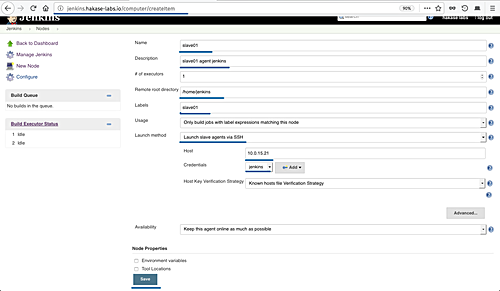 jenkins.hakase-labs.io/computer/createItem
90%
Jenkins
log out
Jenkins
Nodes
Back to Dashboard
Manage Jenkins
New Node
Configure
Build Queue
No builds in the queue.
Build Executor Status
1 Idle
2 Idle
Name
slave01
Description
slave01 agent jenkins
# of executors
1
Remote root directory
/home/jenkins
Labels
slave01
Usage
Only build jobs with label expressions matching this node
Launch method
Launch slave agents via SSH
Host
10.0.15.21
Credentials
jenkins
Add
Host Key Verification Strategy
Known hosts file Verification Strategy
Advanced...
Availability
Keep this agent online as much as possible
Node Properties
Environment variables
Tool Locations
Save